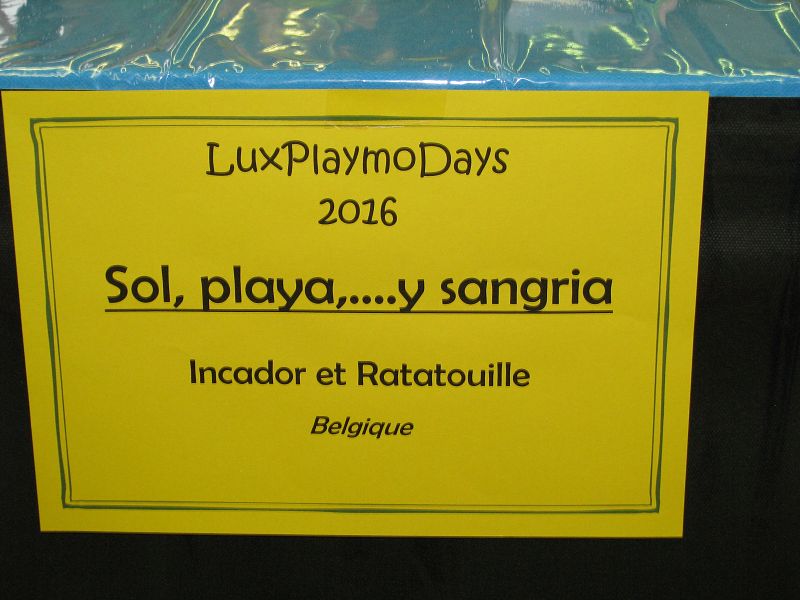 LuxPlaymoDays
2016
Sol, playa,....y sangria
Incador et Ratatouille
Belgique